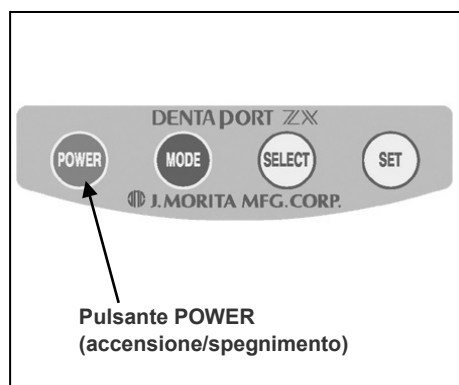 DENTAPORT ZX
POWER MODE SELECT SET
J.MORITA MFG.CORP.
Pulsante POWER
(accensione/spegnimento)